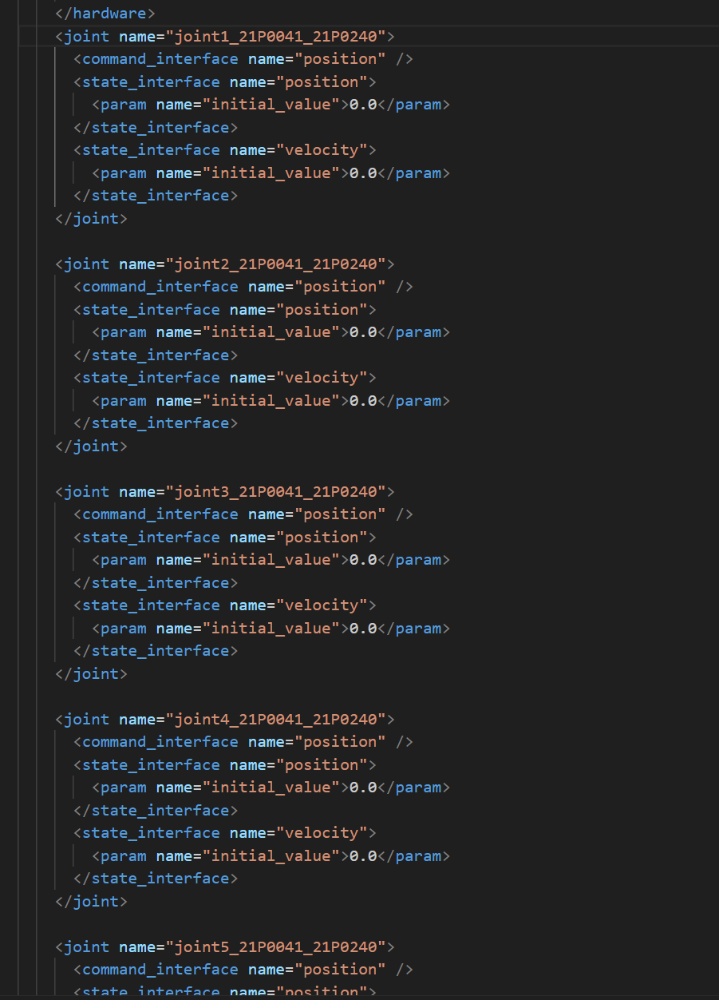 </hardware>
<joint name="joint1_21P0041_21P0240">
<command_interface name="position" />
<state_interface name="position">
<param name="initial_value">0.0</param>
</state_interface>
<state_interface name="velocity">
<param name="initial_value">0.0</param>
</state_interface>
</joint>
<joint name="joint2_21P0041_21P0240">
<command_interface name="position" />
<state_interface name="position">
<param name="initial_value">0.0</param>
</state_interface>
<state_interface name="velocity">
<param name="initial_value">0.0</param>
</state_interface>
</joint>
<joint name="joint3_21P0041_21P0240">
<command_interface name="position" />
<state_interface name="position">
<param name="initial_value">0.0</param>
</state_interface>
<state_interface name="velocity">
<param name="initial_value">0.0</param>
</state_interface>
</joint>
<joint name="joint4_21P0041_21P0240">
<command_interface name="position" />
<state_interface name="position">
<param name="initial_value">0.0</param>
</state_interface>
<state_interface name="velocity">
<param name="initial_value">0.0</param>
</state_interface>
</joint>
<joint name="joint5_21P0041_21P0240">
<command_interface name="position" />
<state_interface name="position">